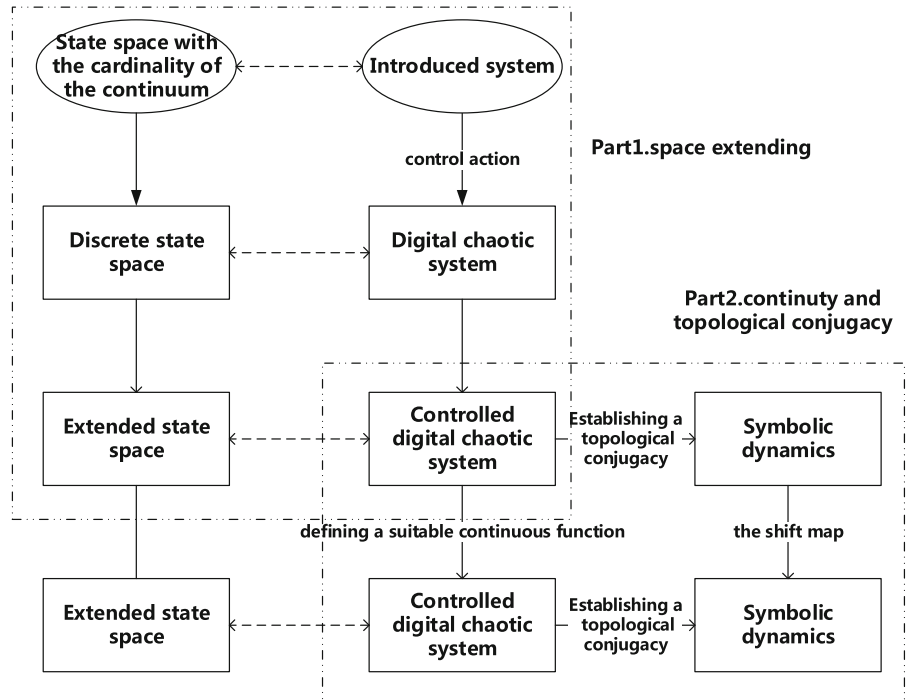 State space with
the cardinality of
the continuum
Introduced system
control action
Part1.space extending
Discrete state
space
Digital chaotic
system
Part2.continuty and
topological conjugacy
Extended state
space
Controlled
digital chaotic
system
Establishing a
topological
conjugacy
Symbolic
dynamics
defining a suitable continuous function
the shift map
Extended state
space
Controlled
digital chaotic
system
Establishing a
topological
conjugacy
Symbolic
dynamics